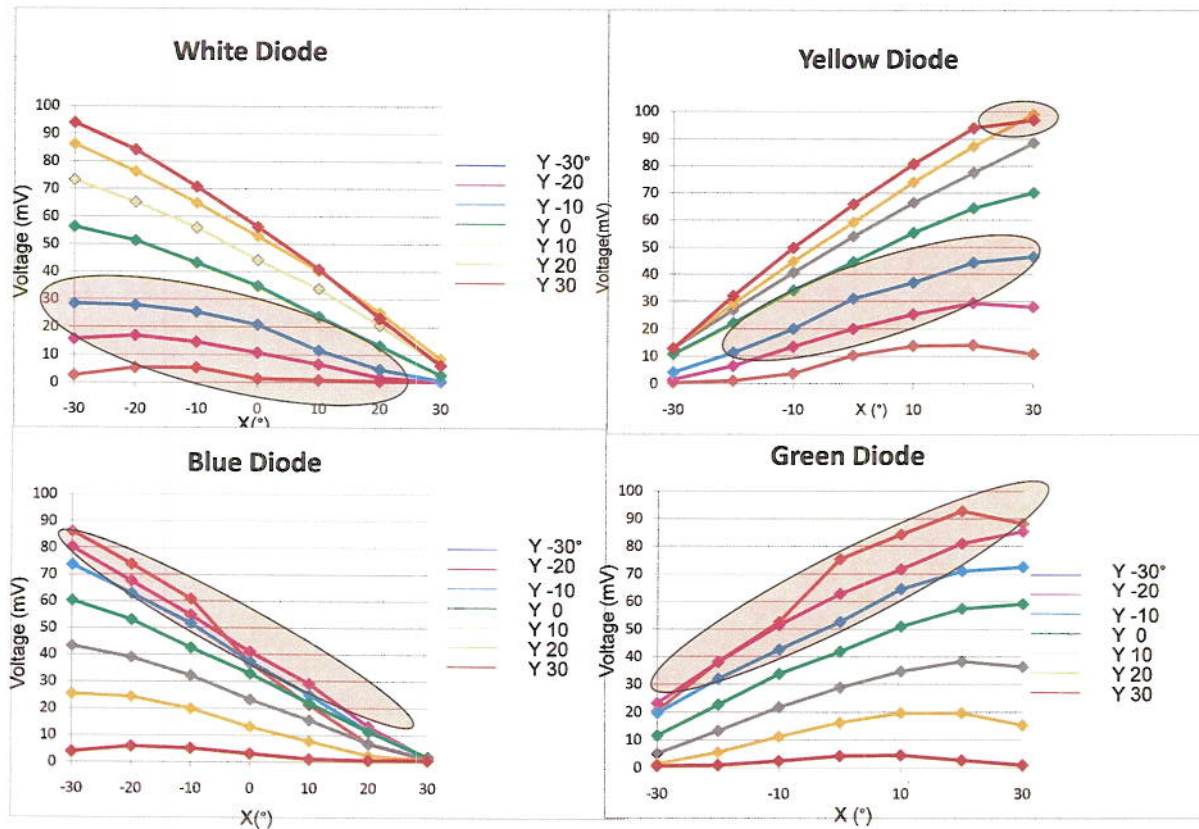 White Diode
Voltage (mV)
100
90
80
70
60
50
40
30
20
10
0
-30
-20
-10
0
10
20
30
X(°)
Y -30°
Y -20
Y -10
Y 0
Y 10
Y 20
Y 30
Yellow Diode
Voltage(mV)
100
90
80
70
60
50
40
30
20
10
0
-30
-10
10
30
X (°)
Blue Diode
Voltage (mV)
100
90
80
70
60
50
40
30
20
10
0
-30
-20
-10
0
10
20
30
X(°)
Y -30°
Y -20
Y -10
Y 0
Y 10
Y 20
Y 30
Green Diode
Voltage (mV)
100
90
80
70
60
50
40
30
20
10
0
-30
-10
10
30
X (°)
Y -30°
Y -20
Y -10
Y 0
Y 10
Y 20
Y 30